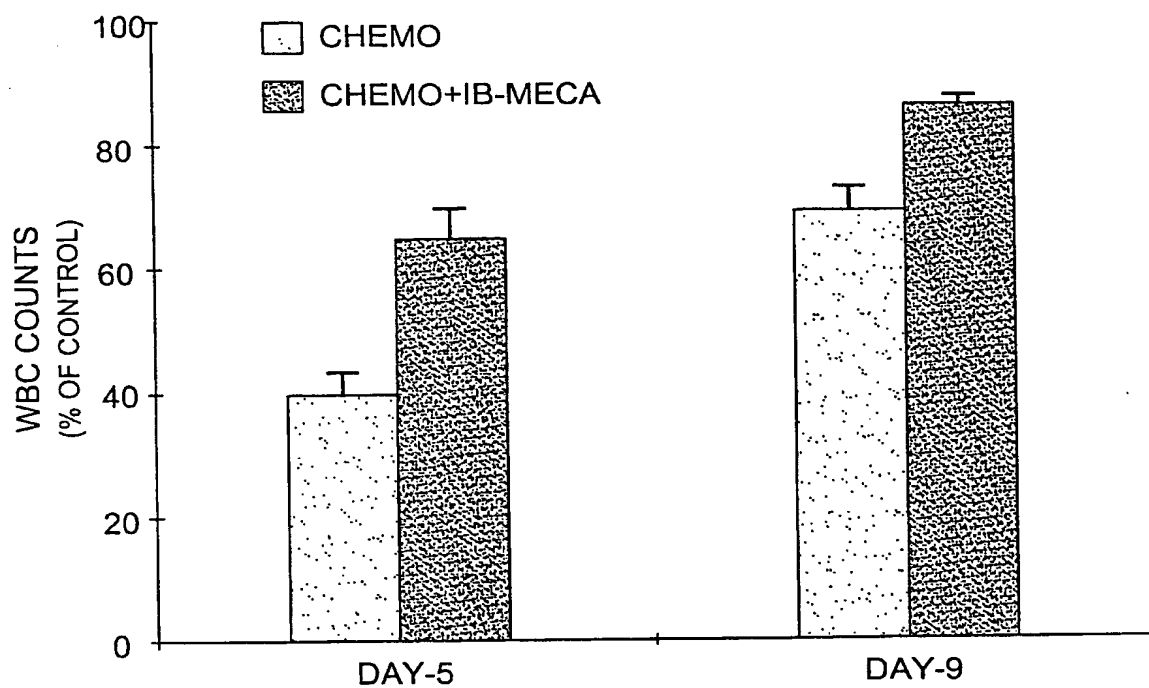 100
80
60
40
20
0
WBC COUNTS
(% OF CONTROL)
CHEMO
CHEMO+IB-MECA
DAY-5
DAY-9